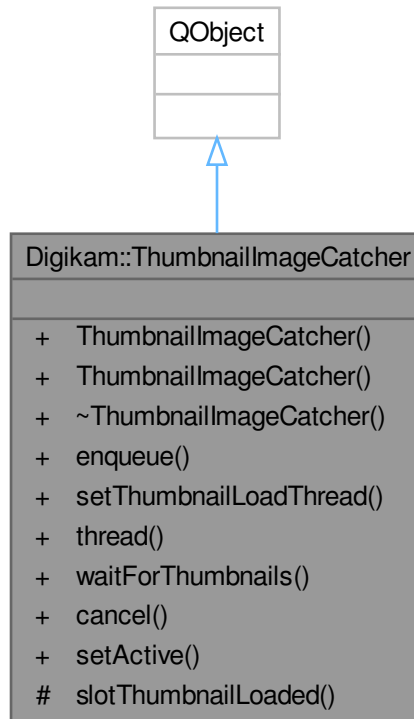 QObject
Digikam::ThumbnailImageCatcher
+ ThumbnailImageCatcher()
+ ThumbnailImageCatcher()
+ ~ThumbnailImageCatcher()
+ enqueue()
+ setThumbnailLoadThread()
+ thread()
+ waitForThumbnails()
+ cancel()
+ setActive()
# slotThumbnailLoaded()